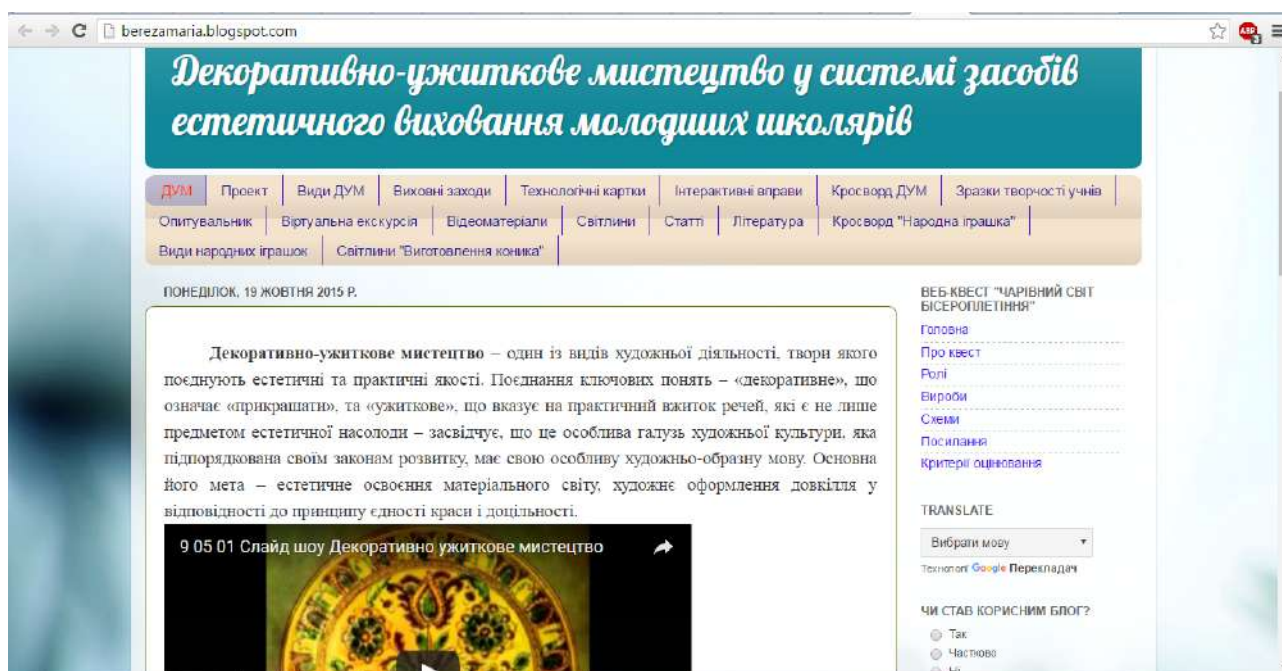 berezamaria.blogspot.com
ABP
Декоративно-ужиткове мистецтво у системі засобів
естетичного виховання молодших школярів
ДУМ Проект Види ДУМ Виховні заходи Технологічні картки Інтерактивні вправи Кросворд ДУМ Зразки творчості учнів
Опитувальник Віртуальна екскурсія Відеоматеріали Світлини Статті Література Кросворд "Народна іграшка"
Види народних іграшок Світлини "Виготовлення коника"
ПОНЕДІЛОК, 19 ЖОВТНЯ 2015 Р.
Декоративно-ужиткове мистецтво – один із видів художньої діяльності, твори якого
поєднують естетичні та практичні якості. Поєднання ключових понять – «декоративне», що
означає «прикрашати», та «ужиткове», що вказує на практичний вжиток речей, які є не лише
предметом естетичної насолоди – засвідчує, що це особлива галузь художньої культури, яка
підпорядкована своїм законам розвитку, має свою особливу художньо-образну мову. Основна
його мета – естетичне освоєння матеріального світу, художнє оформлення довкілля у
відповідності до принципу єдності краси і доцільності.
9 05 01 Слайд шоу Декоративно ужиткове мистецтво
ВЕБ-КВЕСТ "ЧАРІВНИЙ СВІТ
БІСЕРОПЛЕТІННЯ"
Головна
Про квест
Ролі
Вироби
Схеми
Посилання
Критерії оцінювання
TRANSLATE
Вибрати мову
Технології Google Перекладач
ЧИ СТАВ КОРИСНИМ БЛОГ?
Так
Частково
Ні